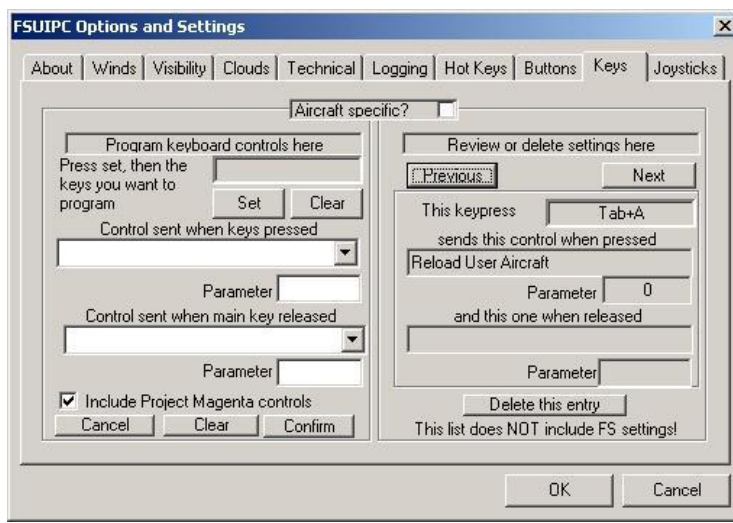 FSUIPC Options and Settings
About Winds Visibility Clouds Technical Logging Hot Keys Buttons Keys Joysticks
Aircraft specific?
Program keyboard controls here
Press set, then the
keys you want to
program
Set Clear
Control sent when keys pressed
Parameter
Control sent when main key released
Parameter
Include Project Magenta controls
Cancel Clear Confirm
Review or delete settings here
Previous Next
This keypress Tab+A
sends this control when pressed
Reload User Aircraft
Parameter 0
and this one when released
Parameter
Delete this entry
This list does NOT include FS settings!
OK Cancel